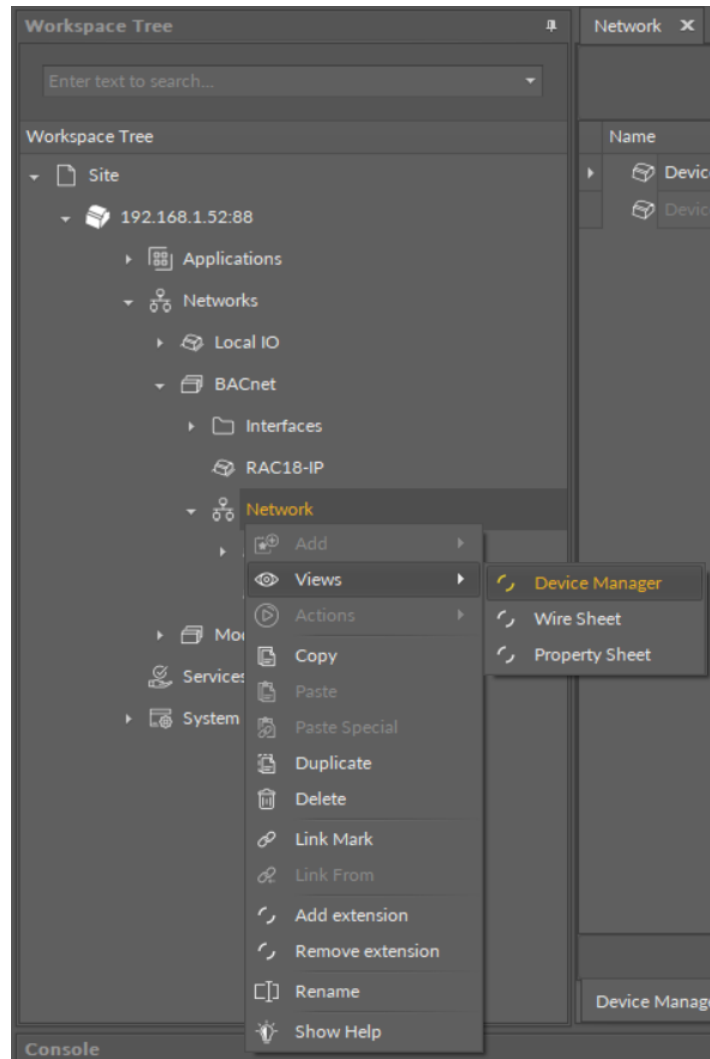 Workspace Tree
Network
Enter text to search...
Workspace Tree
Name
Site
192.168.1.52:88
Applications
Networks
Local IO
BACnet
Interfaces
RAC18-IP
Network
Add
Views
Device Manager
Actions
Wire Sheet
Copy
Property Sheet
Services
Paste
System
Paste Special
Duplicate
Delete
Link Mark
Link From
Add extension
Remove extension
Rename
Show Help
Device
Console